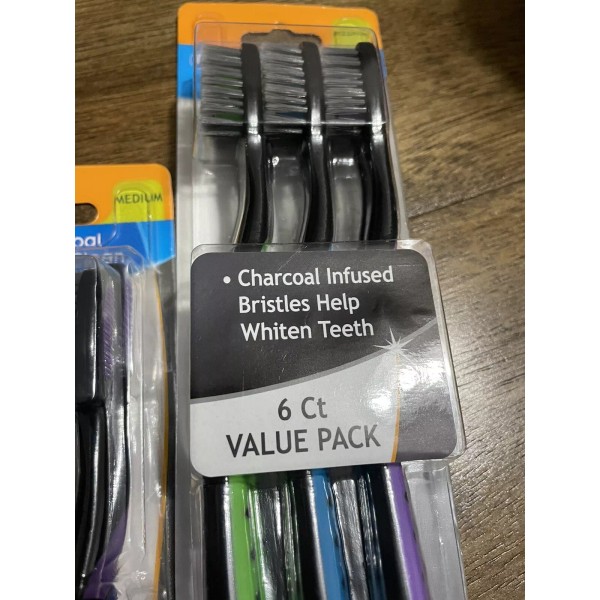 MEDIUM
• Charcoal Infused
Bristles Help
Whiten Teeth
6 Ct
VALUE PACK